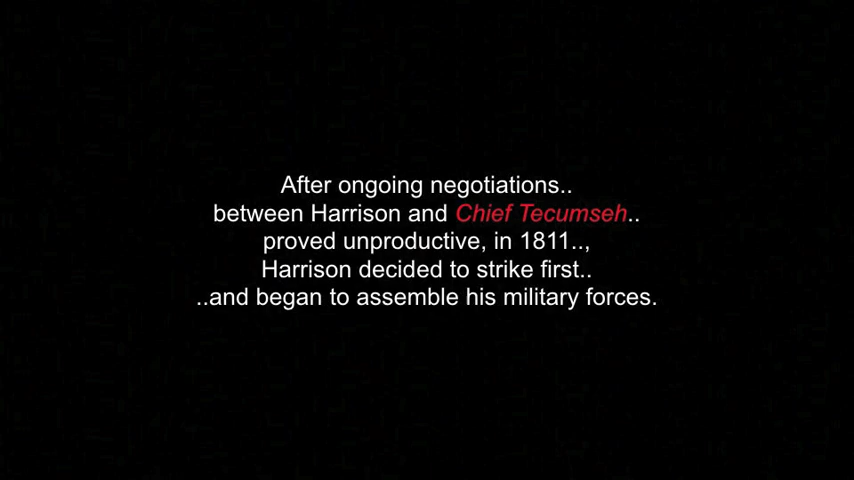 After ongoing negotiations..
between Harrison and Chief Tecumseh..
proved unproductive, in 1811..,
Harrison decided to strike first..
..and began to assemble his military forces.